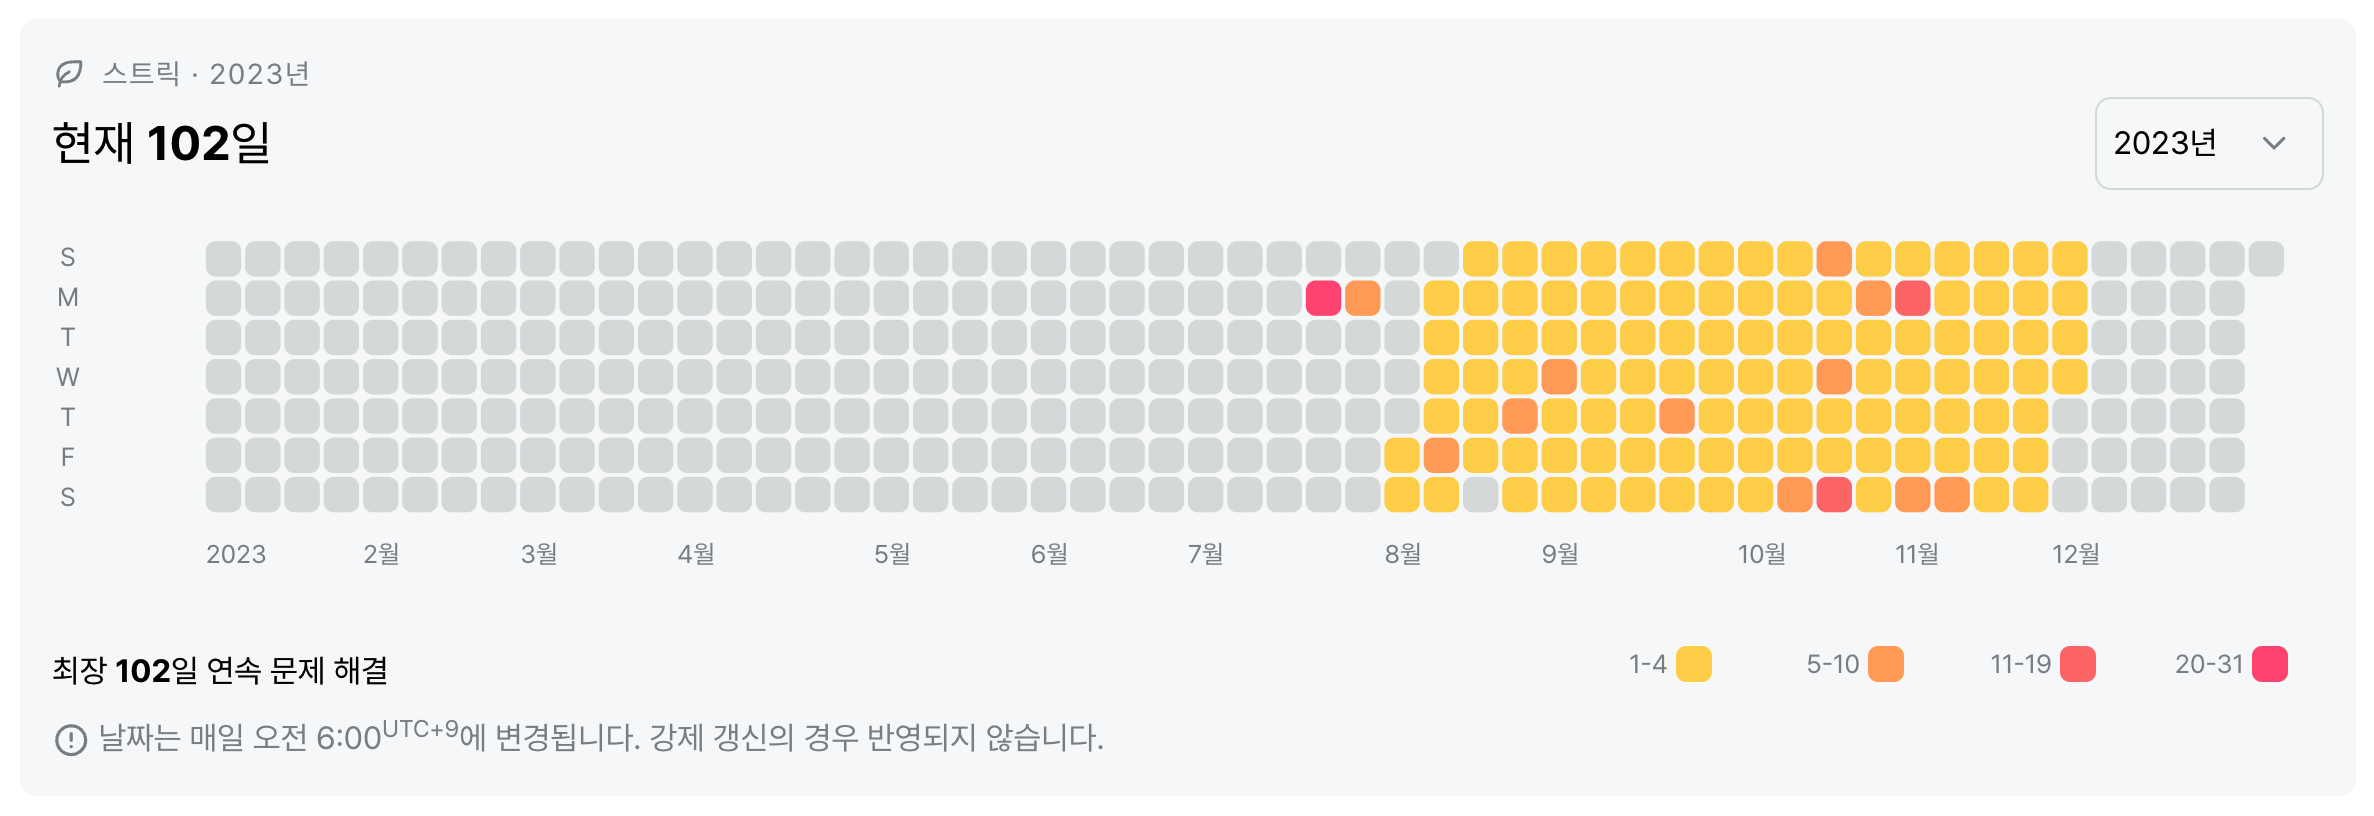 스트릭 · 2023년
현재 102일
2023년
S
M
T
W
T
F
S
2023 2월 3월 4월 5월 6월 7월 8월 9월 10월 11월 12월
최장 102일 연속 문제 해결
1-4 5-10 11-19 20-31
날짜는 매일 오전 6:00UTC+9에 변경됩니다. 강제 갱신의 경우 반영되지 않습니다.